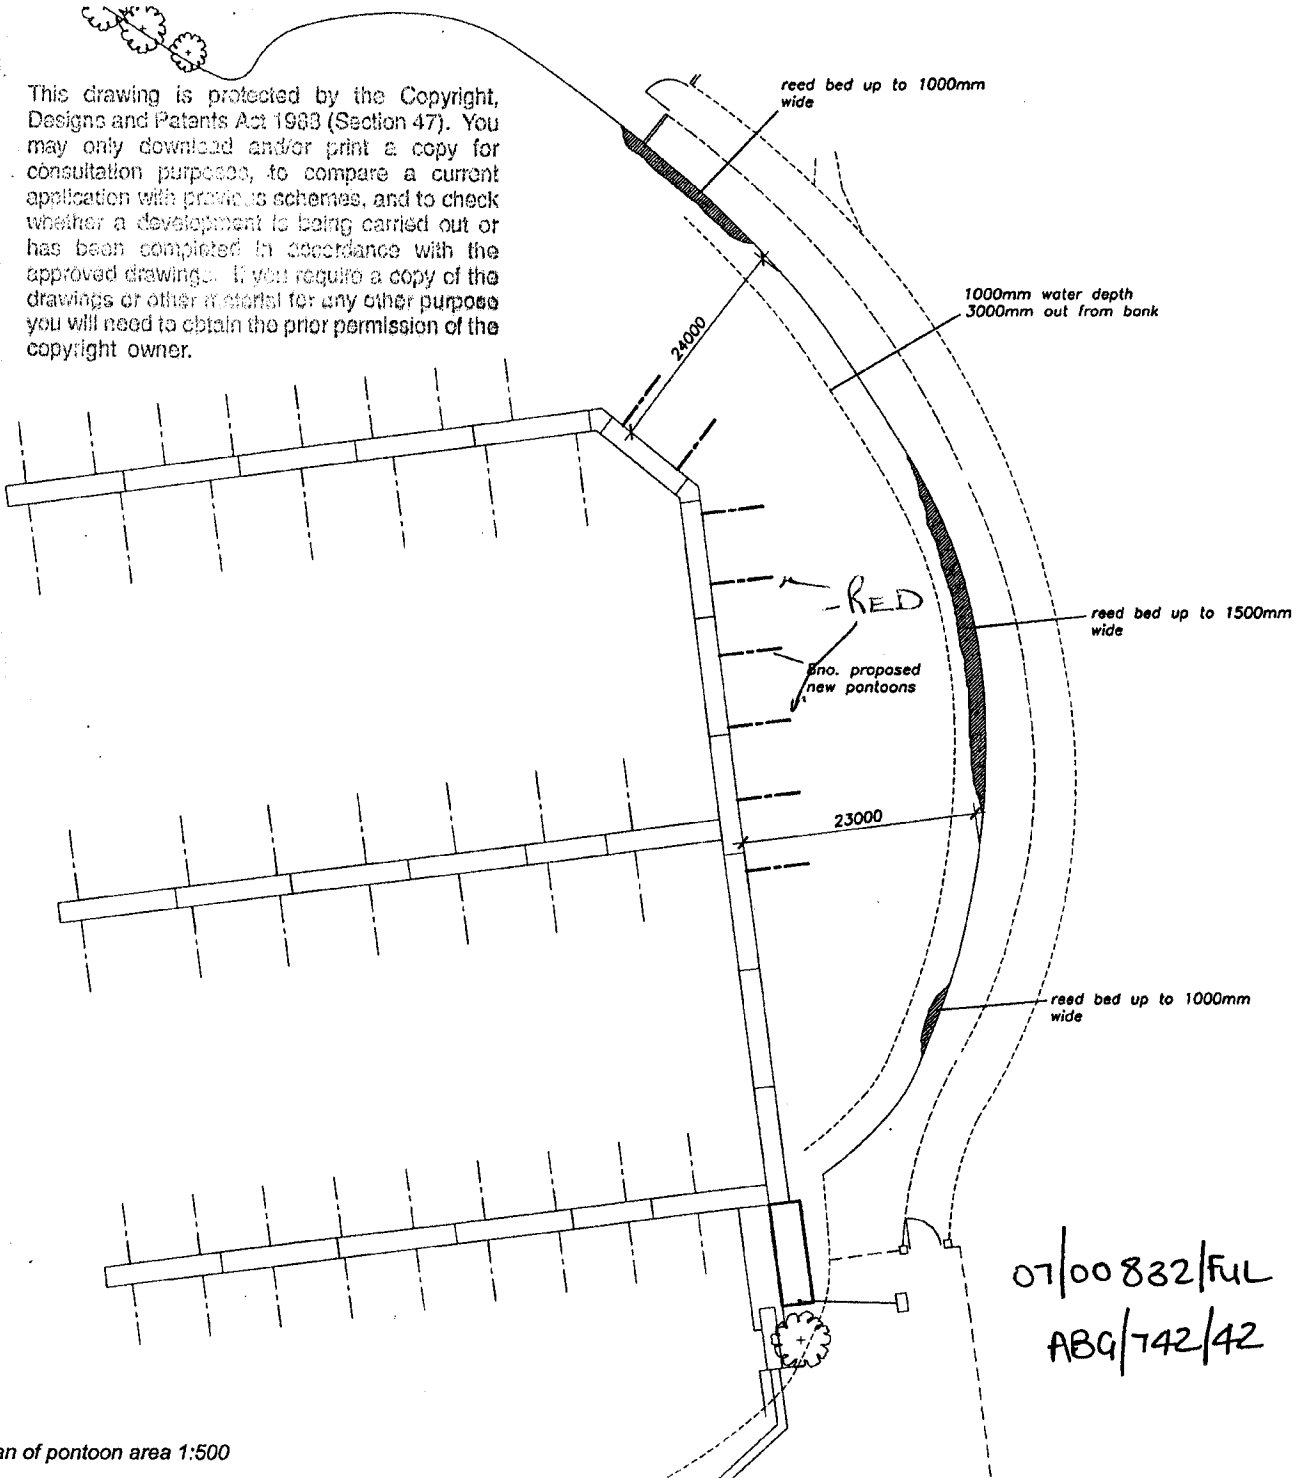 This drawing is protected by the Copyright,
Designs and Patents Act 1988 (Section 47). You
may only download and/or print a copy for
consultation purposes, to compare a current
application with previous schemes, and to check
whether a development is being carried out or
has been completed in accordance with the
approved drawings. If you require a copy of the
drawings or other material for any other purpose
you will need to obtain the prior permission of the
copyright owner.
reed bed up to 1000mm
wide
1000mm water depth
3000mm out from bank
24000
-RED
reed bed up to 1500mm
wide
8no. proposed
new pontoons
23000
reed bed up to 1000mm
wide
07/00832/FUL
ABG/742/42
an of pontoon area 1:500